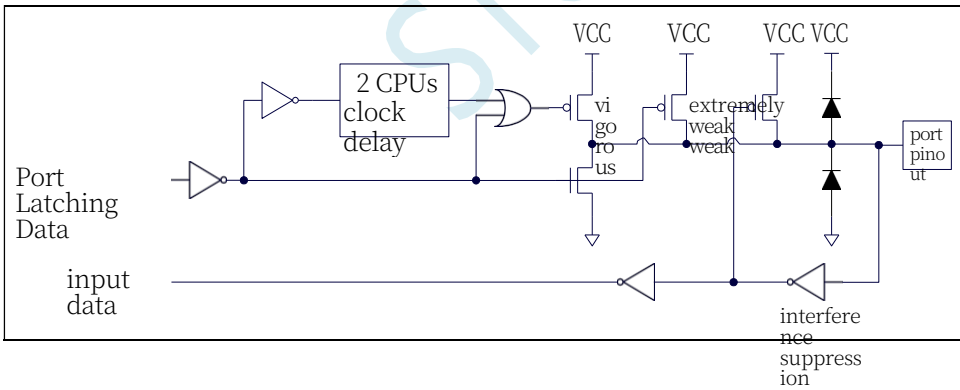 VCC
VCC
VCC
VCC
2 CPUs
clock
delay
vi
go
ro
us
extremely
weak
weak
port
pino
ut
Port
Latching
Data
input
data
interfere
nce
suppress
ion